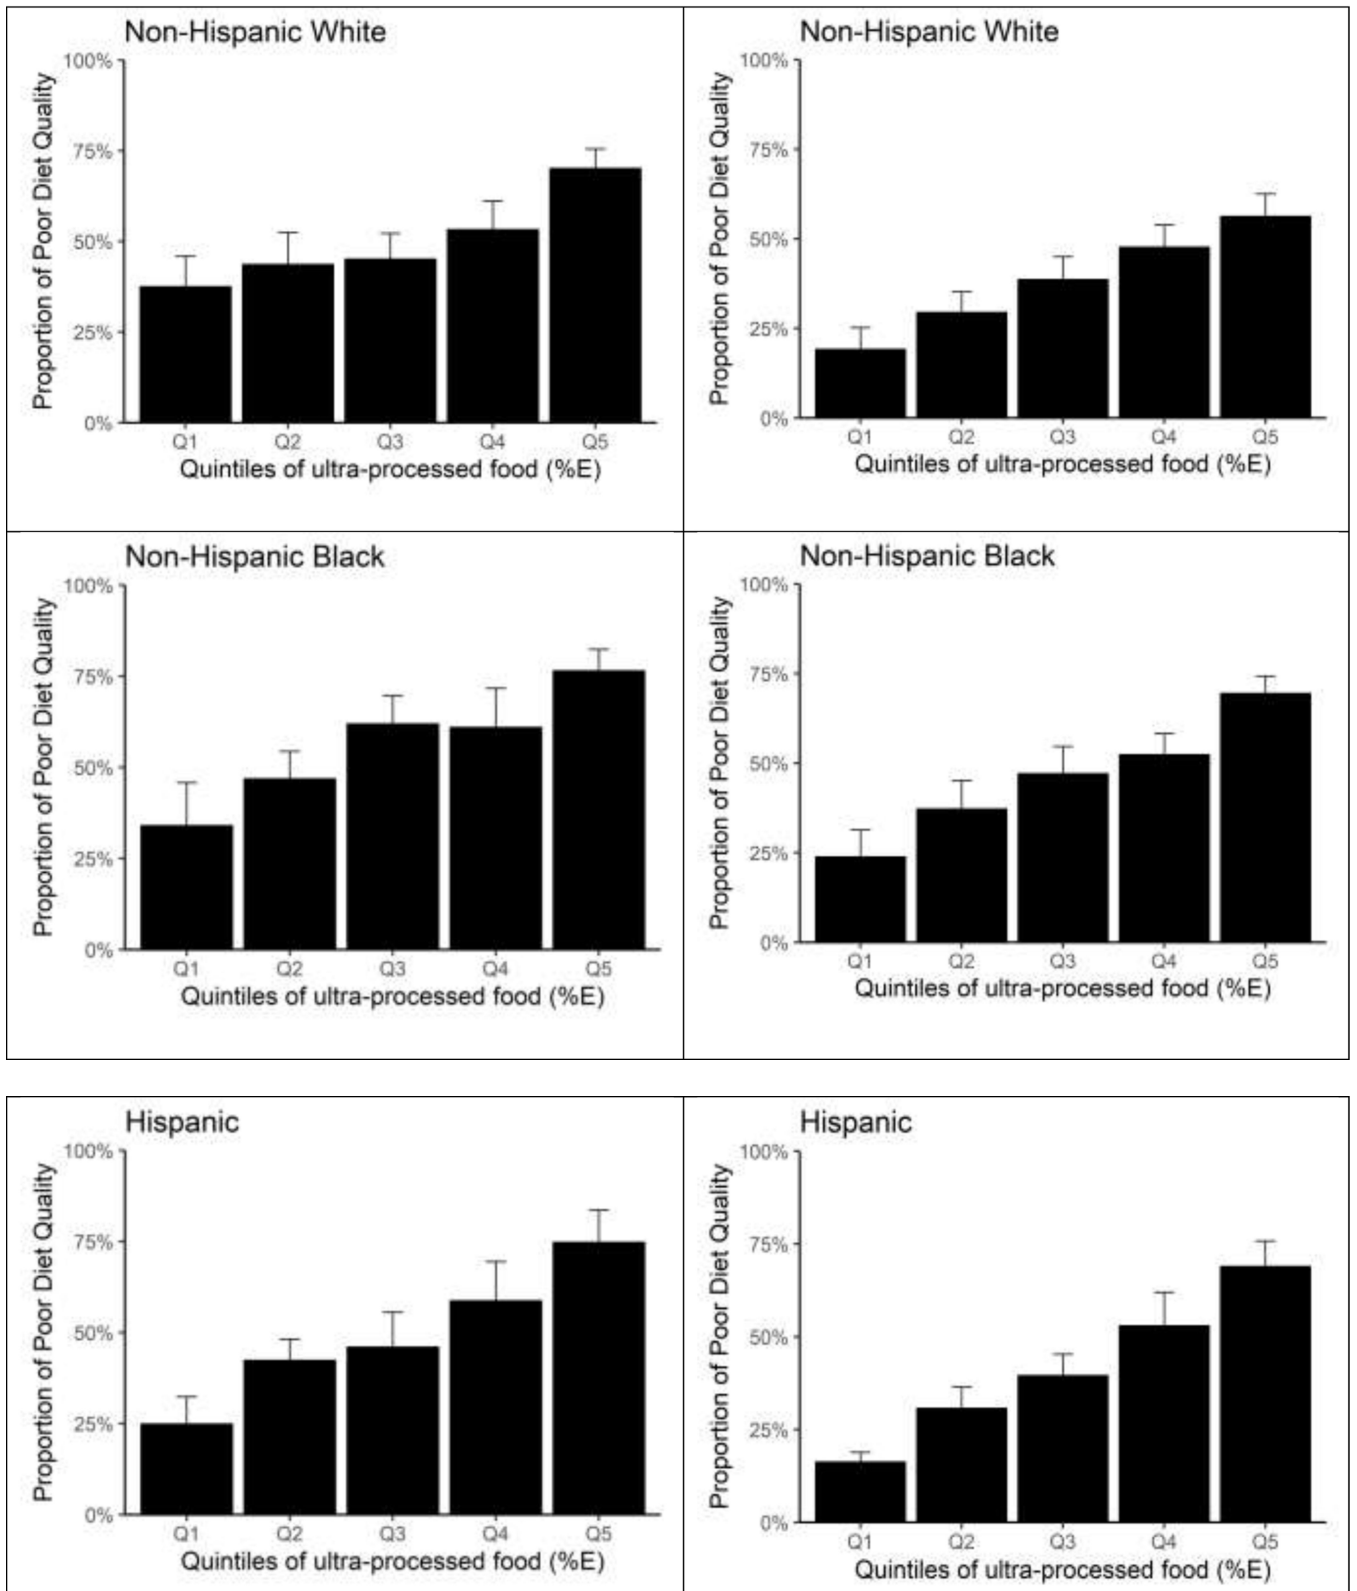 Non-Hispanic White
Proportion of Poor Diet Quality
100%
75%
50%
25%
0%
Q1 Q2 Q3 Q4 Q5
Quintiles of ultra-processed food (%E)
Non-Hispanic White
Proportion of Poor Diet Quality
100%
75%
50%
25%
0%
Q1 Q2 Q3 Q4 Q5
Quintiles of ultra-processed food (%E)
Non-Hispanic Black
Proportion of Poor Diet Quality
100%
75%
50%
25%
0%
Q1 Q2 Q3 Q4 Q5
Quintiles of ultra-processed food (%E)
Non-Hispanic Black
Proportion of Poor Diet Quality
100%
75%
50%
25%
0%
Q1 Q2 Q3 Q4 Q5
Quintiles of ultra-processed food (%E)
Hispanic
Proportion of Poor Diet Quality
100%
75%
50%
25%
0%
Q1 Q2 Q3 Q4 Q5
Quintiles of ultra-processed food (%E)
Hispanic
Proportion of Poor Diet Quality
100%
75%
50%
25%
0%
Q1 Q2 Q3 Q4 Q5
Quintiles of ultra-processed food (%E)